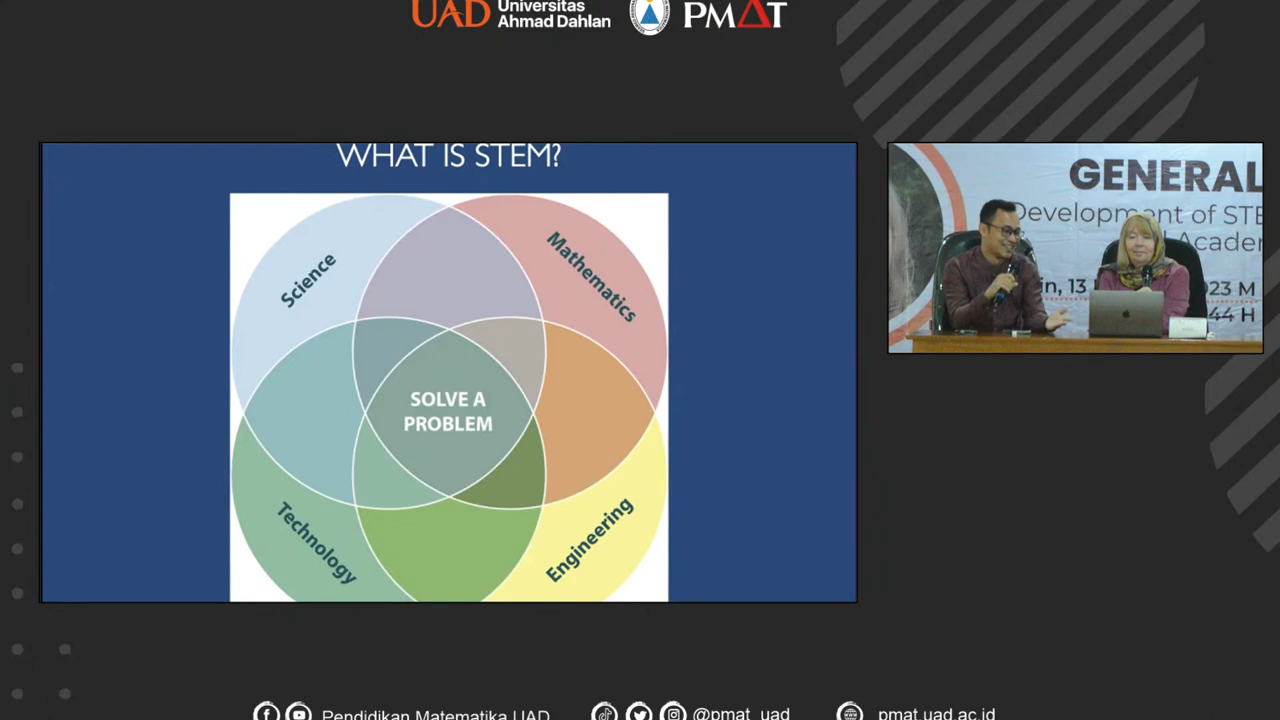 UAD
Universitas
Ahmad Dahlan
PMAT
WHAT IS STEM?
Science
Mathematics
SOLVE A
PROBLEM
Technology
Engineering
GENERAL
Development of STE
Acade
13
023 M
44 H
Pendidikan Matematika UAD
@pmat_uad
pmat.uad.ac.id